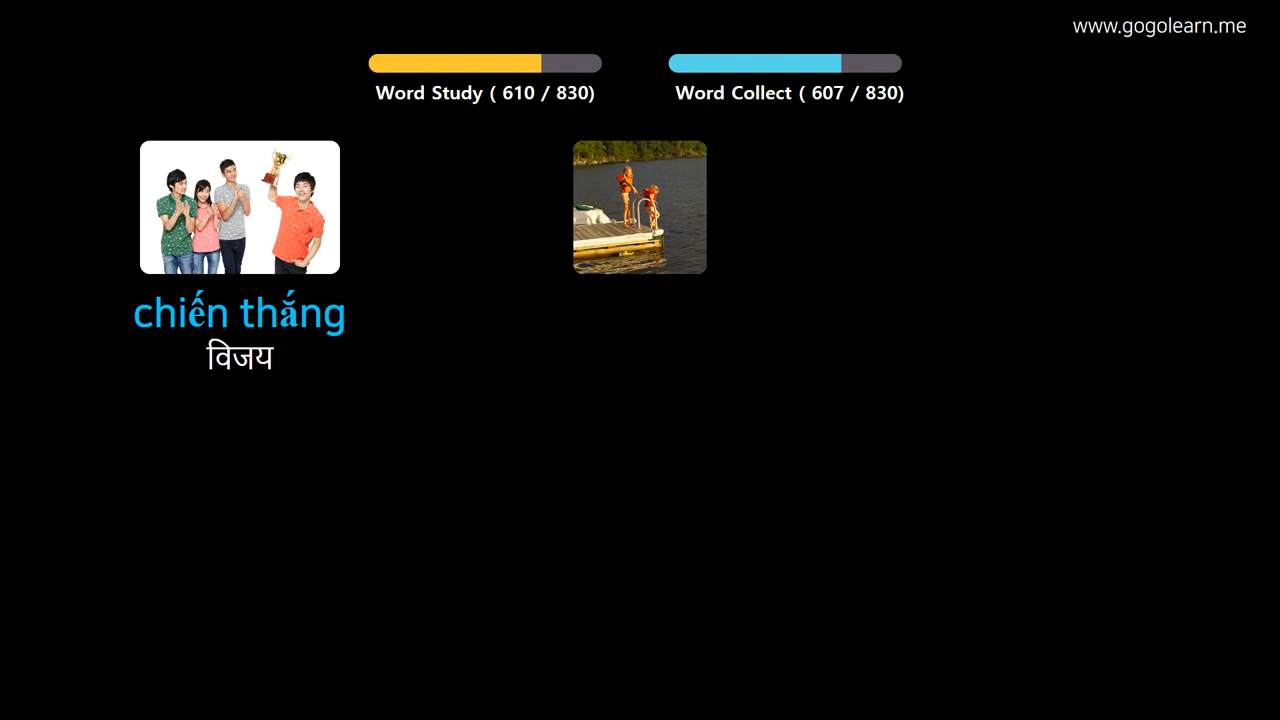 www.gogolearn.me
Word Study ( 610 / 830)
Word Collect ( 607 / 830)
chiến thắng
विजय